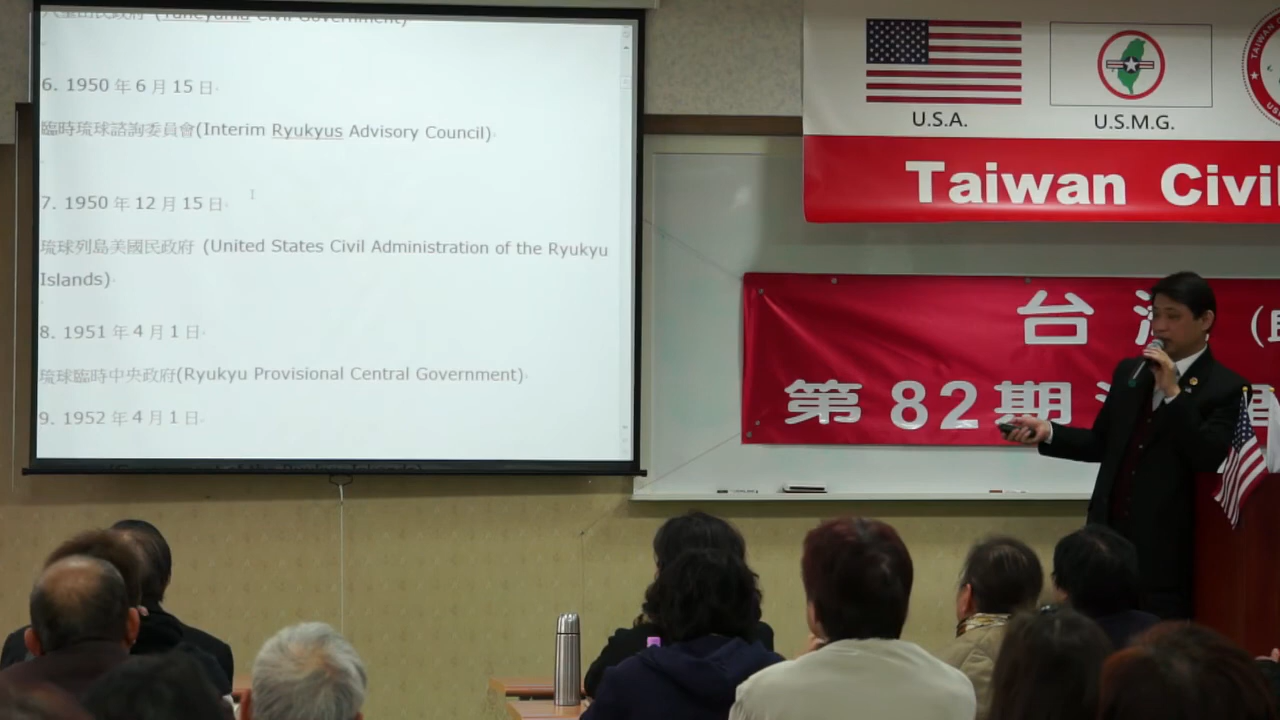 (Yaneyama Civil Government)
6. 1950 年 6 月 15 日
臨時琉球諮詢委員會(Interim Ryukyus Advisory Council)
7. 1950 年 12 月 15 日
琉球列島美國民政府 (United States Civil Administration of the Ryukyu
Islands)
8. 1951 年 4 月 1 日
琉球臨時中央政府(Ryukyu Provisional Central Government)
9. 1952 年 4 月 1 日
U.S.A.
U.S.M.G.
TAIWAN
Taiwan Civil
台
第 82 期